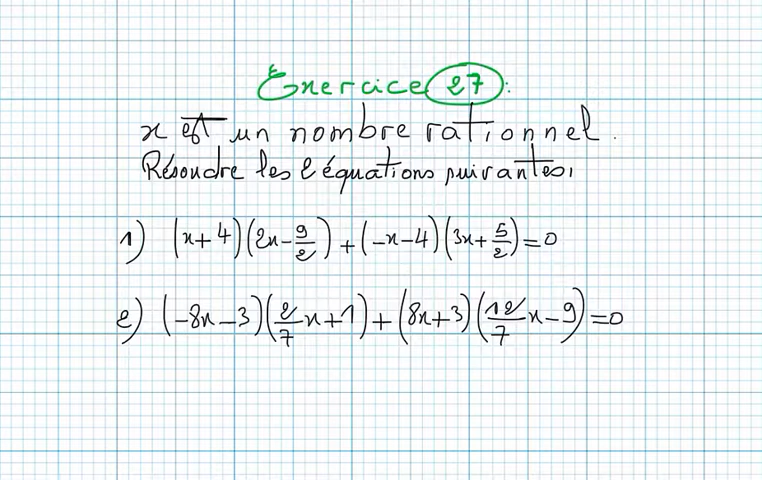 Exercice 27:
x est un nombre rationnel.
Résoudre les équations suivantes:
1) (x+4)(2x-9/2)+(-x-4)(3x+5/2)=0
2) (-8x-3)(2/7x+1)+(8x+3)(12/7x-9)=0